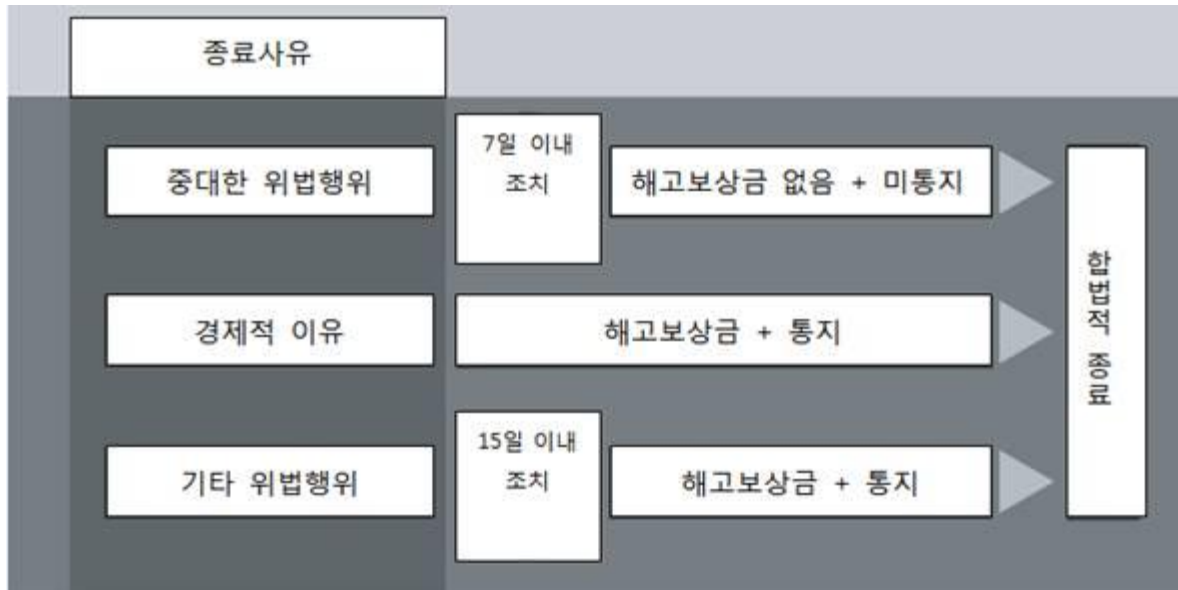 종료사유
중대한 위법행위
7일 이내
조치
해고보상금 없음 + 미통지
경제적 이유
해고보상금 + 통지
기타 위법행위
15일 이내
조치
해고보상금 + 통지
합법적 종료